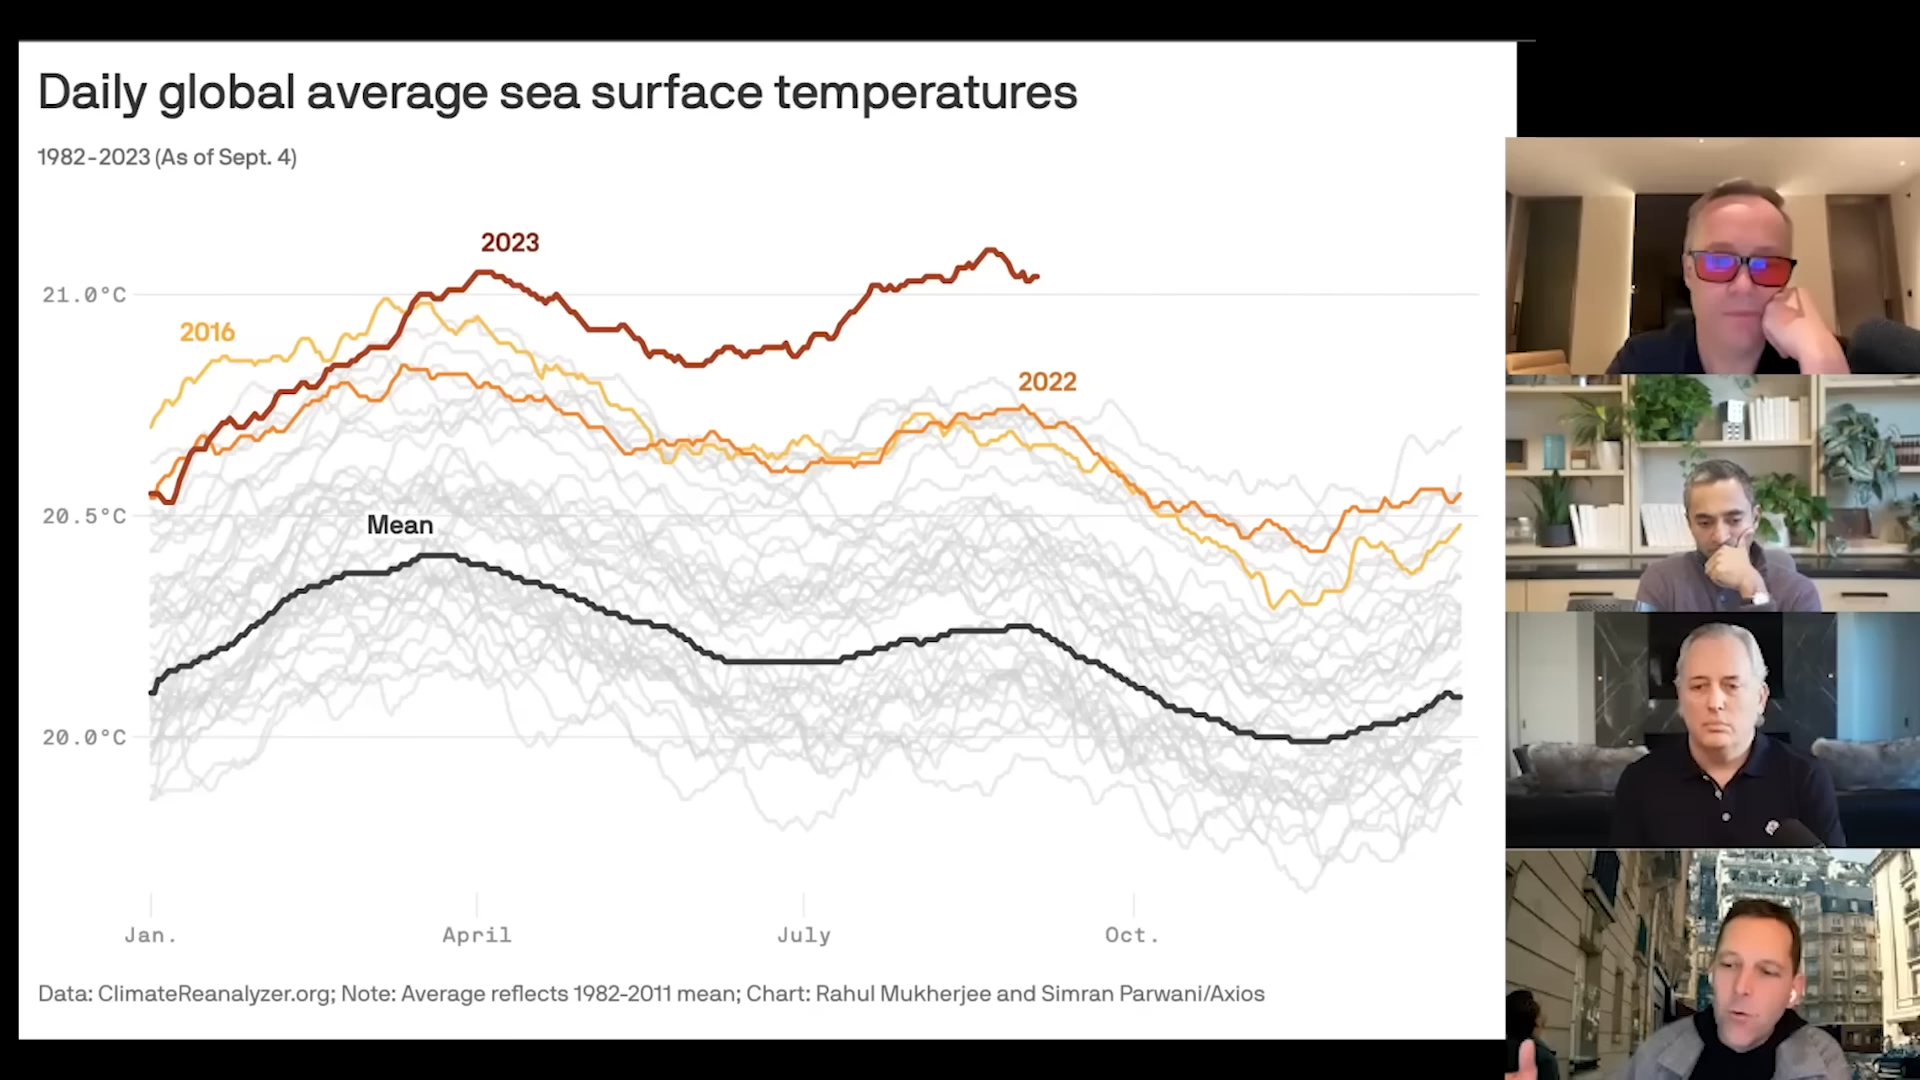 Daily global average sea surface temperatures
1982-2023 (As of Sept. 4)
2023
21.0°C
2016
2022
20.5°C
Mean
20.0°C
Jan.
April
July
Oct.
Data: ClimateReanalyzer.org; Note: Average reflects 1982-2011 mean; Chart: Rahul Mukherjee and Simran Parwani/Axios